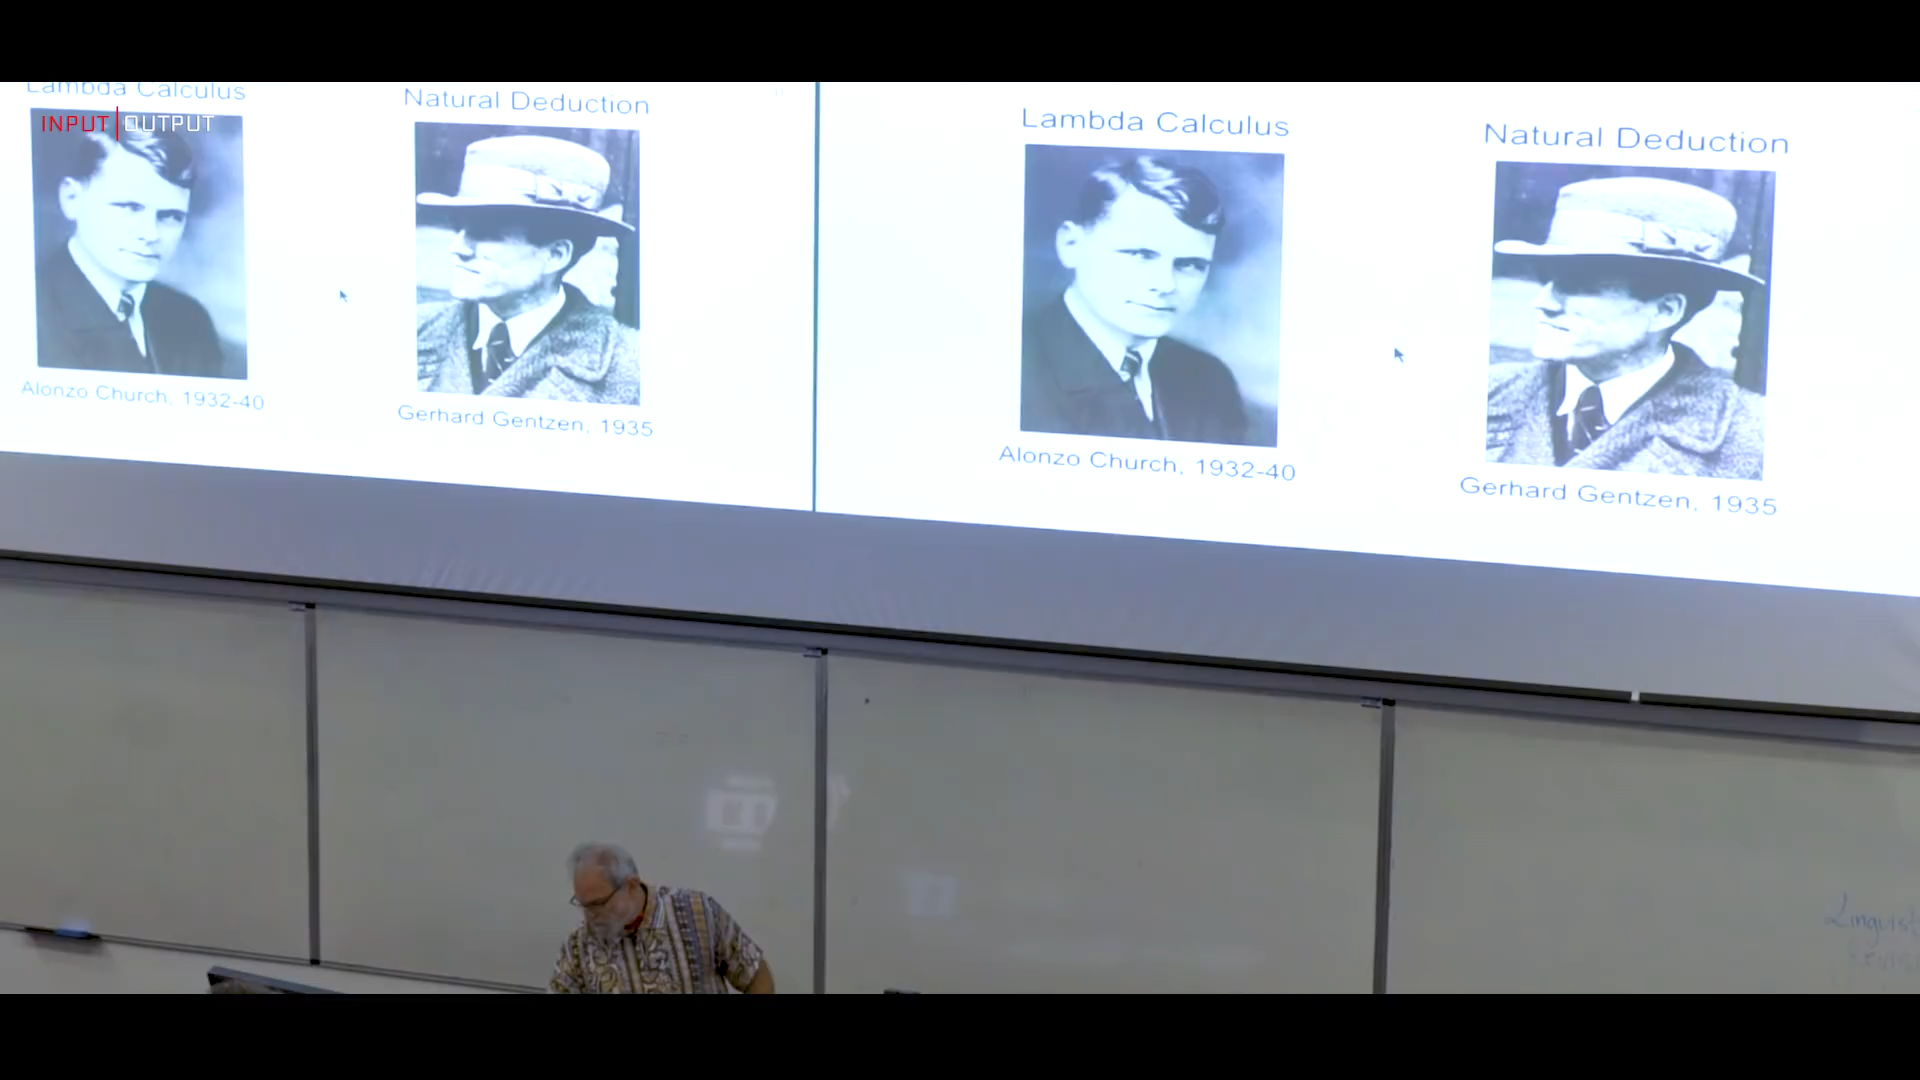 Lambda Calculus
INPUT OUTPUT
Natural Deduction
Alonzo Church, 1932-40
Gerhard Gentzen, 1935
Lambda Calculus
Natural Deduction
Alonzo Church, 1932-40
Gerhard Gentzen, 1935